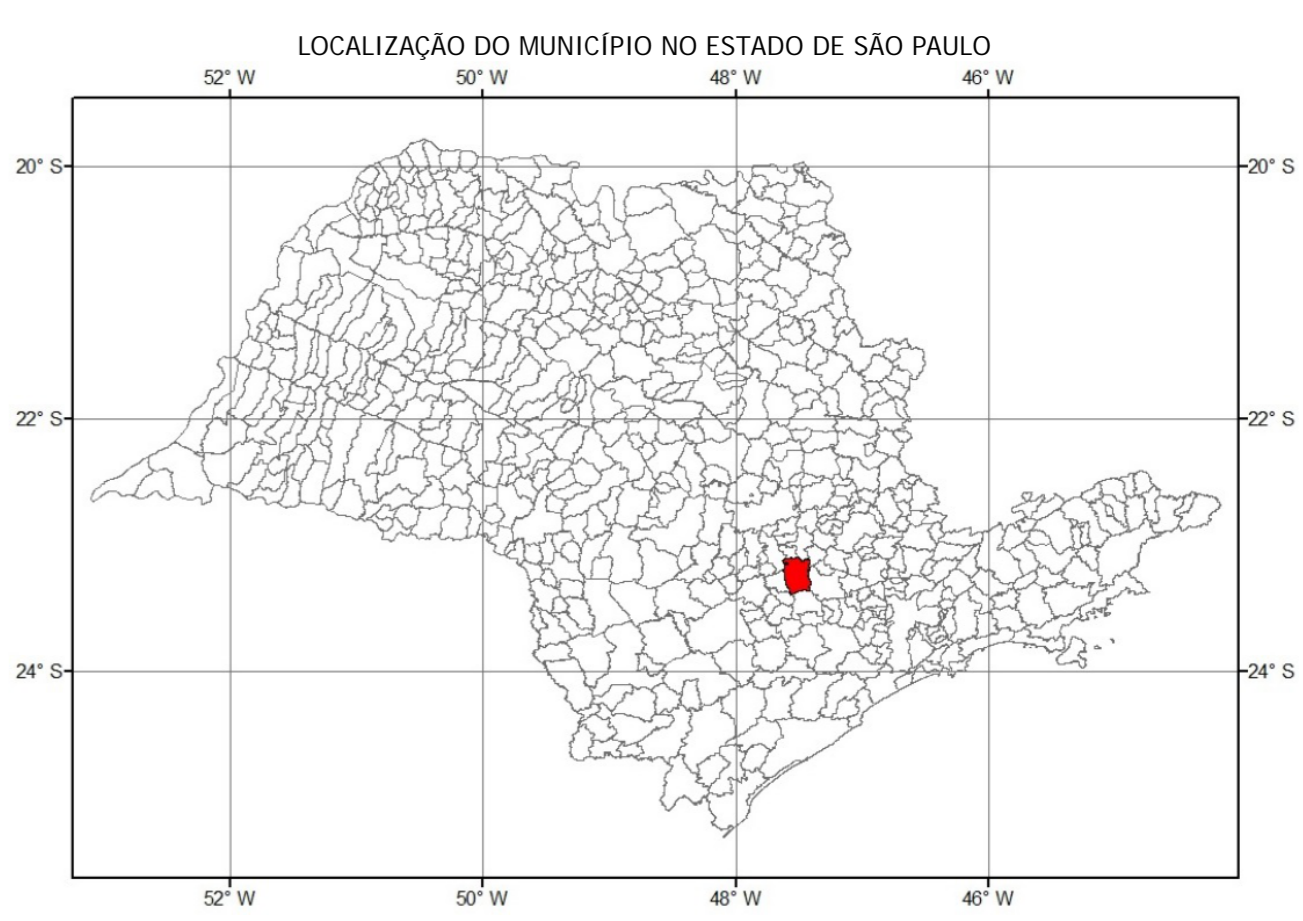 LOCALIZAÇÃO DO MUNICÍPIO NO ESTADO DE SÃO PAULO
52° W 50° W 48° W 46° W
20° S 20° S
22° S 22° S
24° S 24° S
52° W 50° W 48° W 46° W